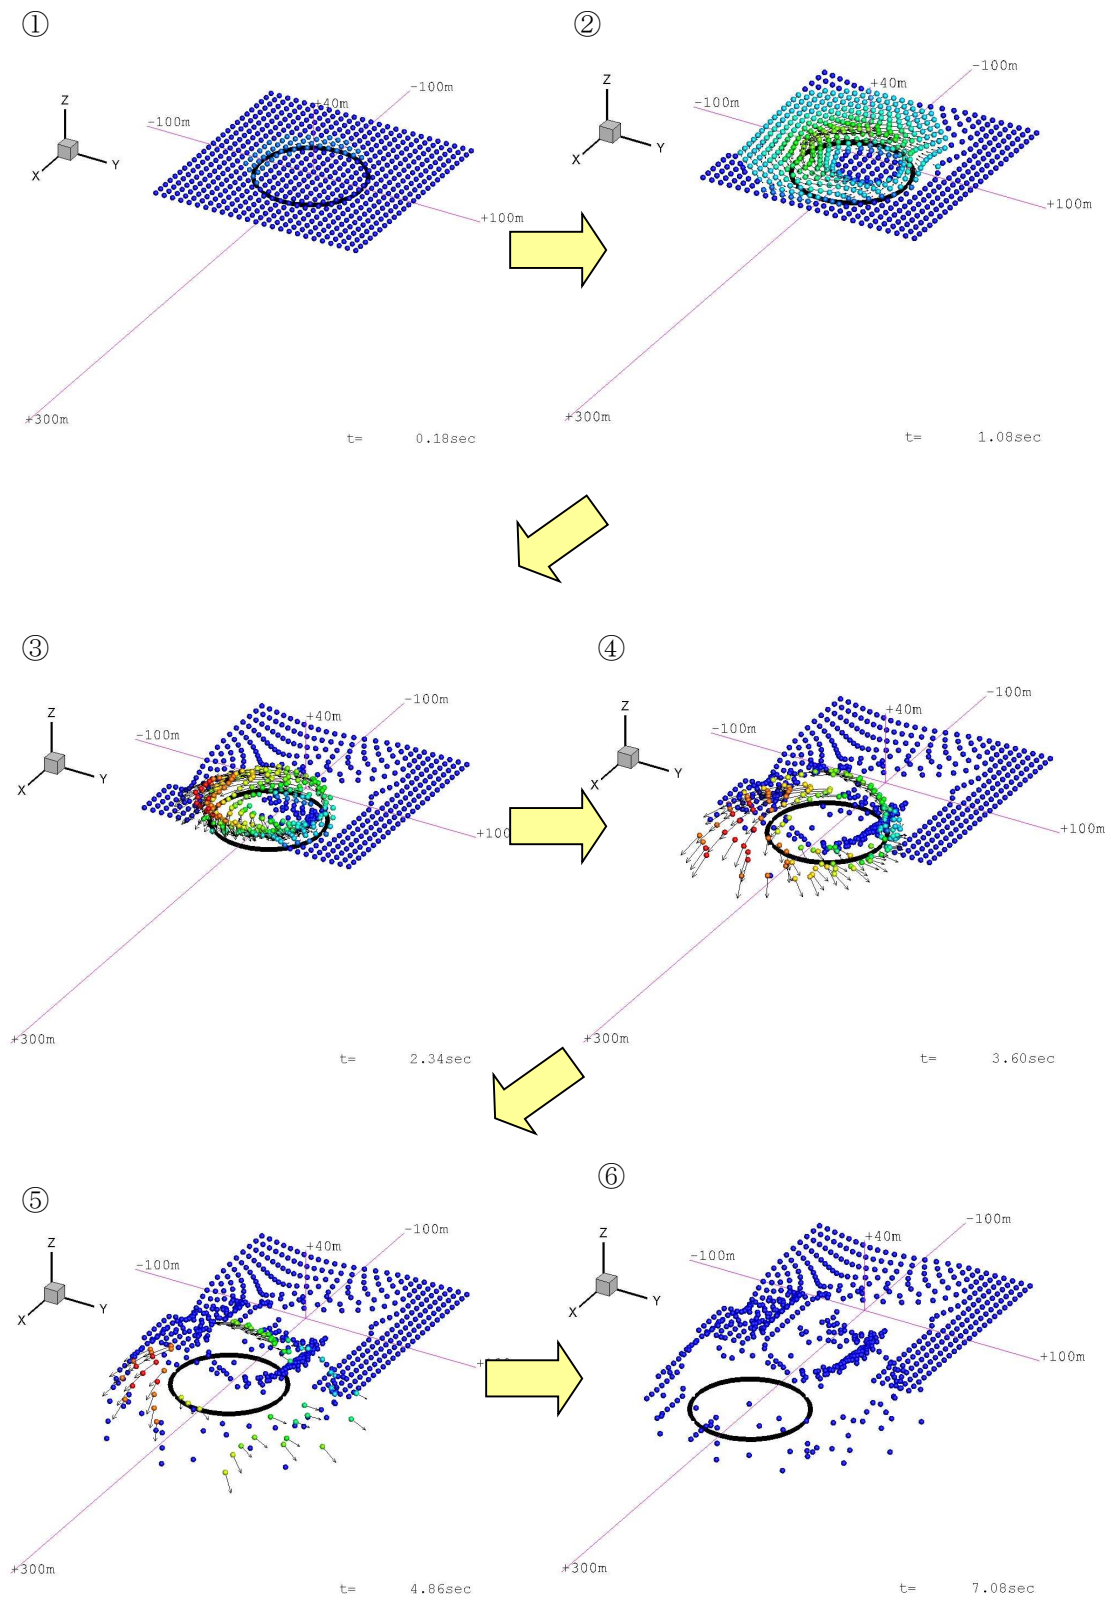 ①
②
Z
Y
X
-100m
+40m
-100m
+100m
+300m
t= 0.18sec
Z
Y
X
-100m
+40m
-100m
+100m
+300m
t= 1.08sec
③
④
Z
Y
X
-100m
+40m
-100m
+100
+300m
t= 2.34sec
Z
Y
X
-100m
+40m
-100m
+100m
+300m
t= 3.60sec
⑤
⑥
Z
Y
X
-100m
+40m
-100m
+300m
t= 4.86sec
Z
Y
X
-100m
+40m
-100m
+100m
+300m
t= 7.08sec